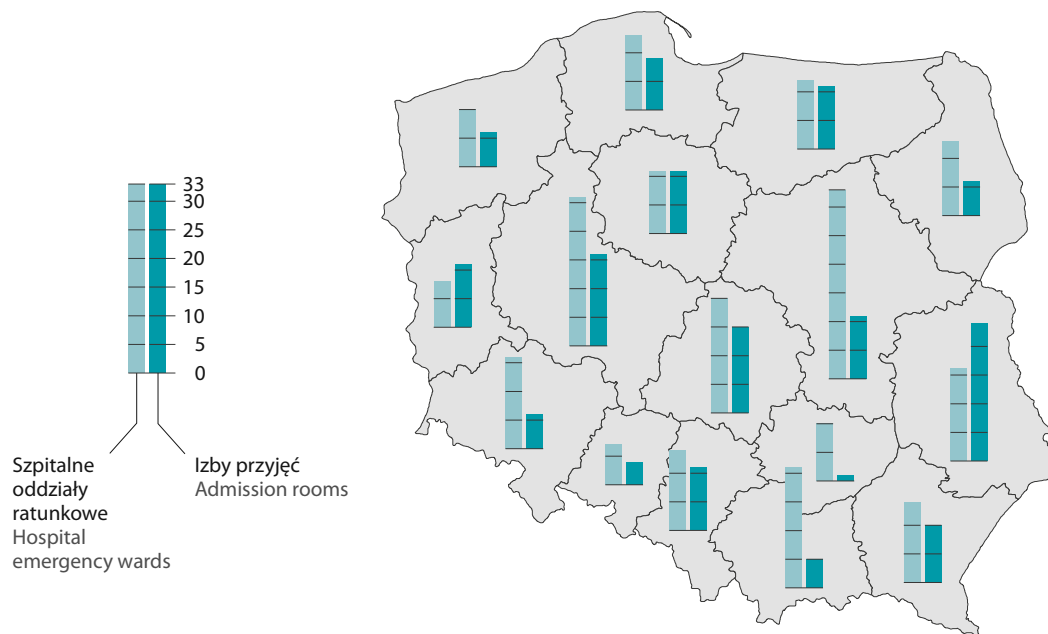 33
30
25
20
15
10
5
0
Szpitalne
oddziały
ratunkowe
Hospital
emergency wards
Izby przyjęć
Admission rooms